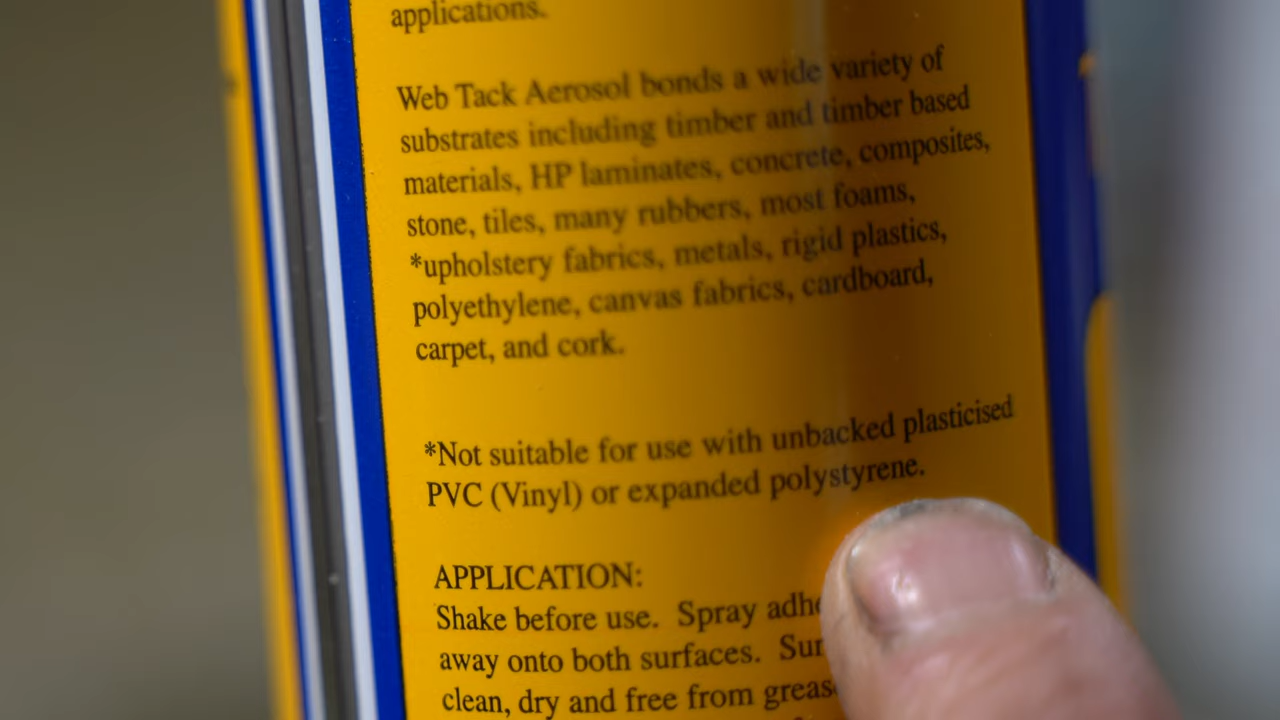 applications.
Web Tack Aerosol bonds a wide variety of
substrates including timber and timber based
materials, HP laminates, concrete, composites,
stone, tiles, many rubbers, most foams,
*upholstery fabrics, metals, rigid plastics,
polyethylene, canvas fabrics, cardboard,
carpet, and cork.
*Not suitable for use with unbacked plasticised
PVC (Vinyl) or expanded polystyrene.
APPLICATION:
Shake before use. Spray
away onto both surfaces.
clean, dry and free from